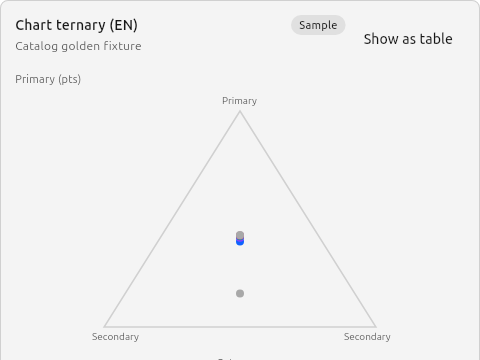 Chart ternary (EN)
Sample
Show as table
Catalog golden fixture
Primary (pts)
Primary
Secondary
Secondary